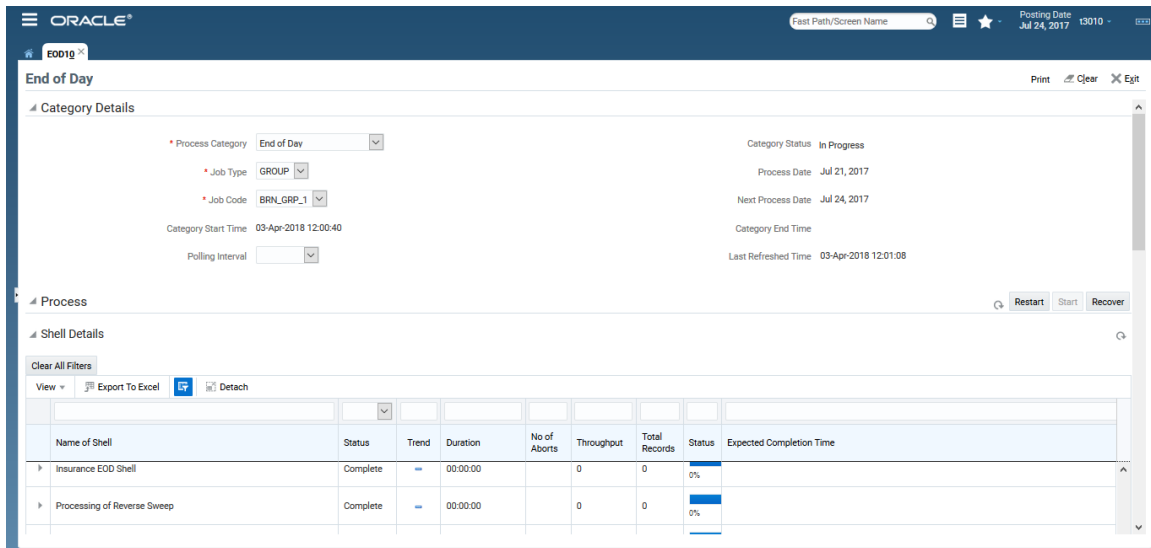 ORACLE®
Fast Path/Screen Name
Posting Date
Jul 24, 2017
t3010
EOD10
End of Day
Print Clear Exit
Category Details
* Process Category End of Day
Category Status In Progress
* Job Type GROUP
Process Date Jul 21, 2017
* Job Code BRN_GRP_1
Next Process Date Jul 24, 2017
Category Start Time 03-Apr-2018 12:00:40
Category End Time
Polling Interval
Last Refreshed Time 03-Apr-2018 12:01:08
Process
Restart Start Recover
Shell Details
Clear All Filters
View Export To Excel Detach
Name of Shell Status Trend Duration No of Aborts Throughput Total Records Status Expected Completion Time
Insurance EOD Shell Complete 00:00:00 0 0 0%
Processing of Reverse Sweep Complete 00:00:00 0 0 0%